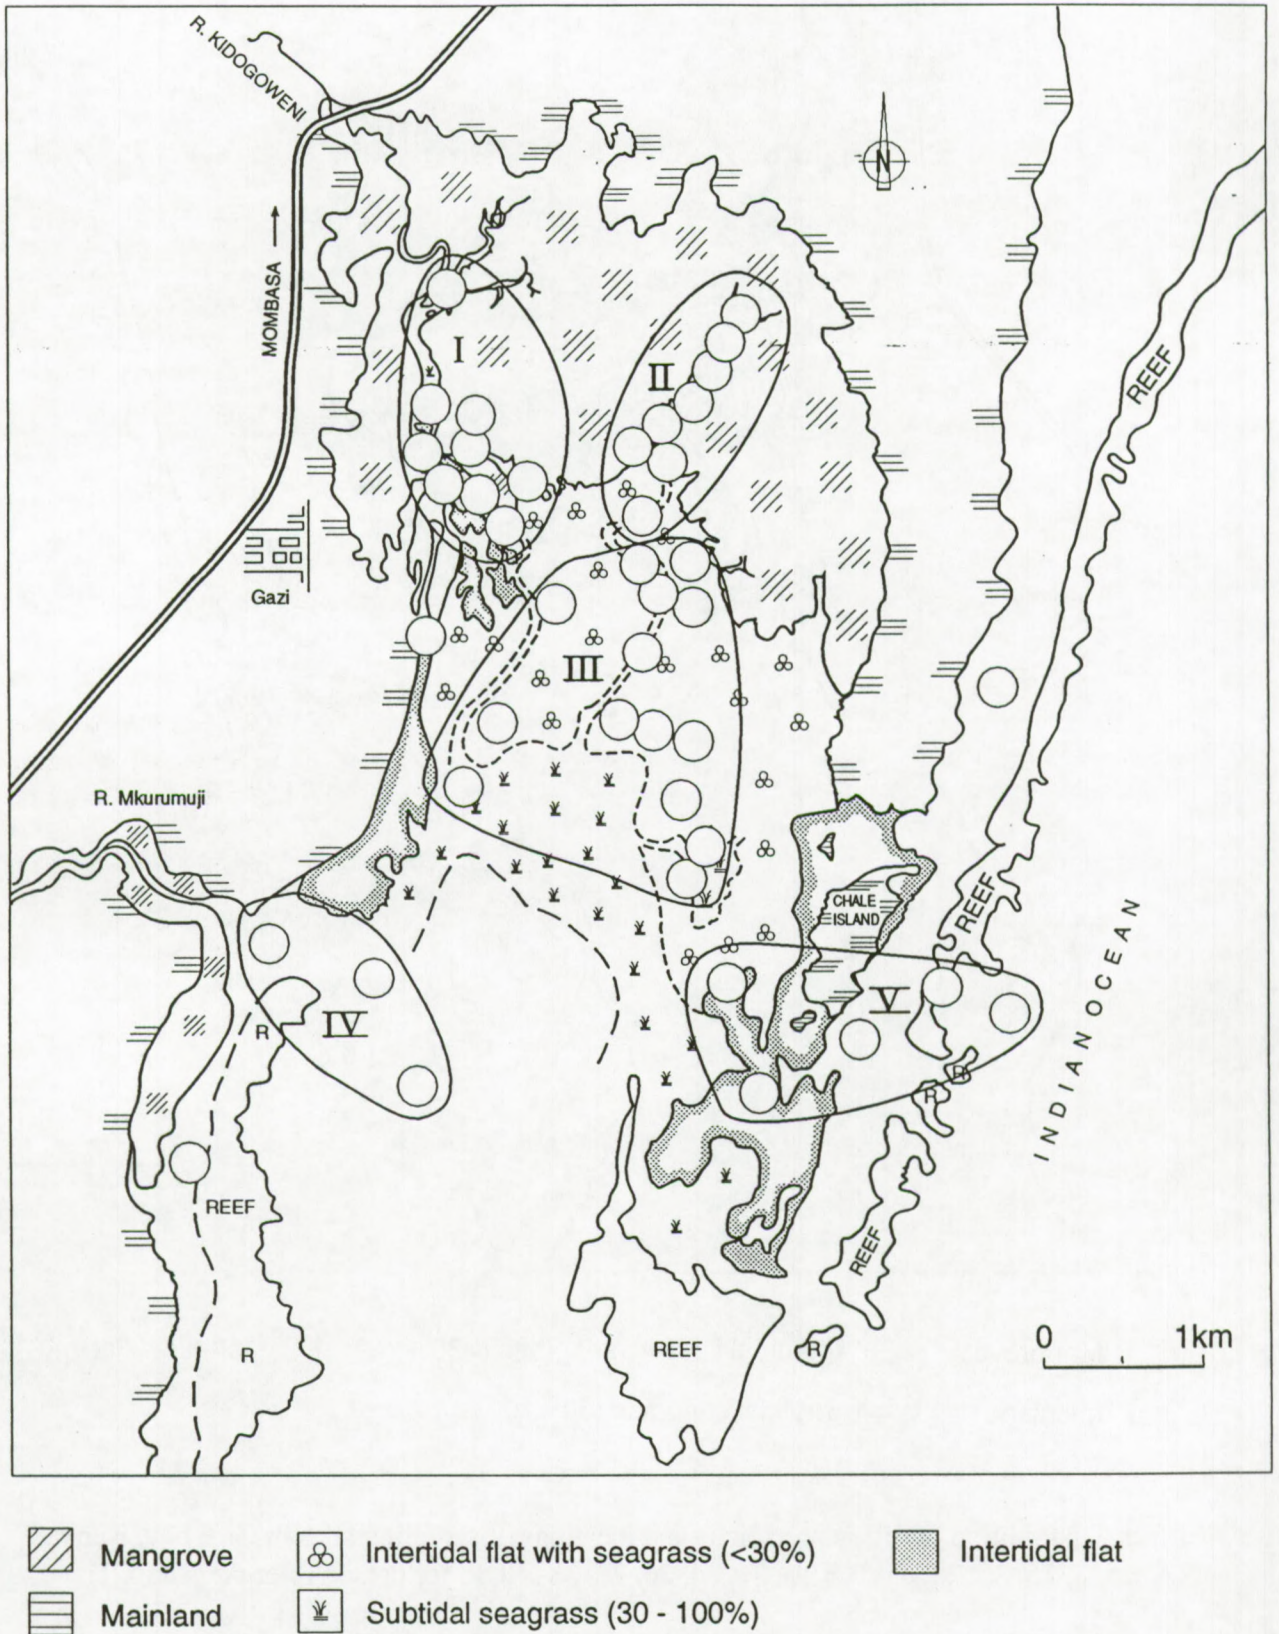 R. KIDOGOWENI
N
MOMBASA
I
II
REEF
Gazi
III
R. Mkurumuji
CHALE
ISLAND
REEF
INDIAN OCEAN
IV
V
R
R
R
REEF
REEF
R
REEF
R
0 1km
Mangrove
Intertidal flat with seagrass (<30%)
Intertidal flat
Mainland
Subtidal seagrass (30 - 100%)